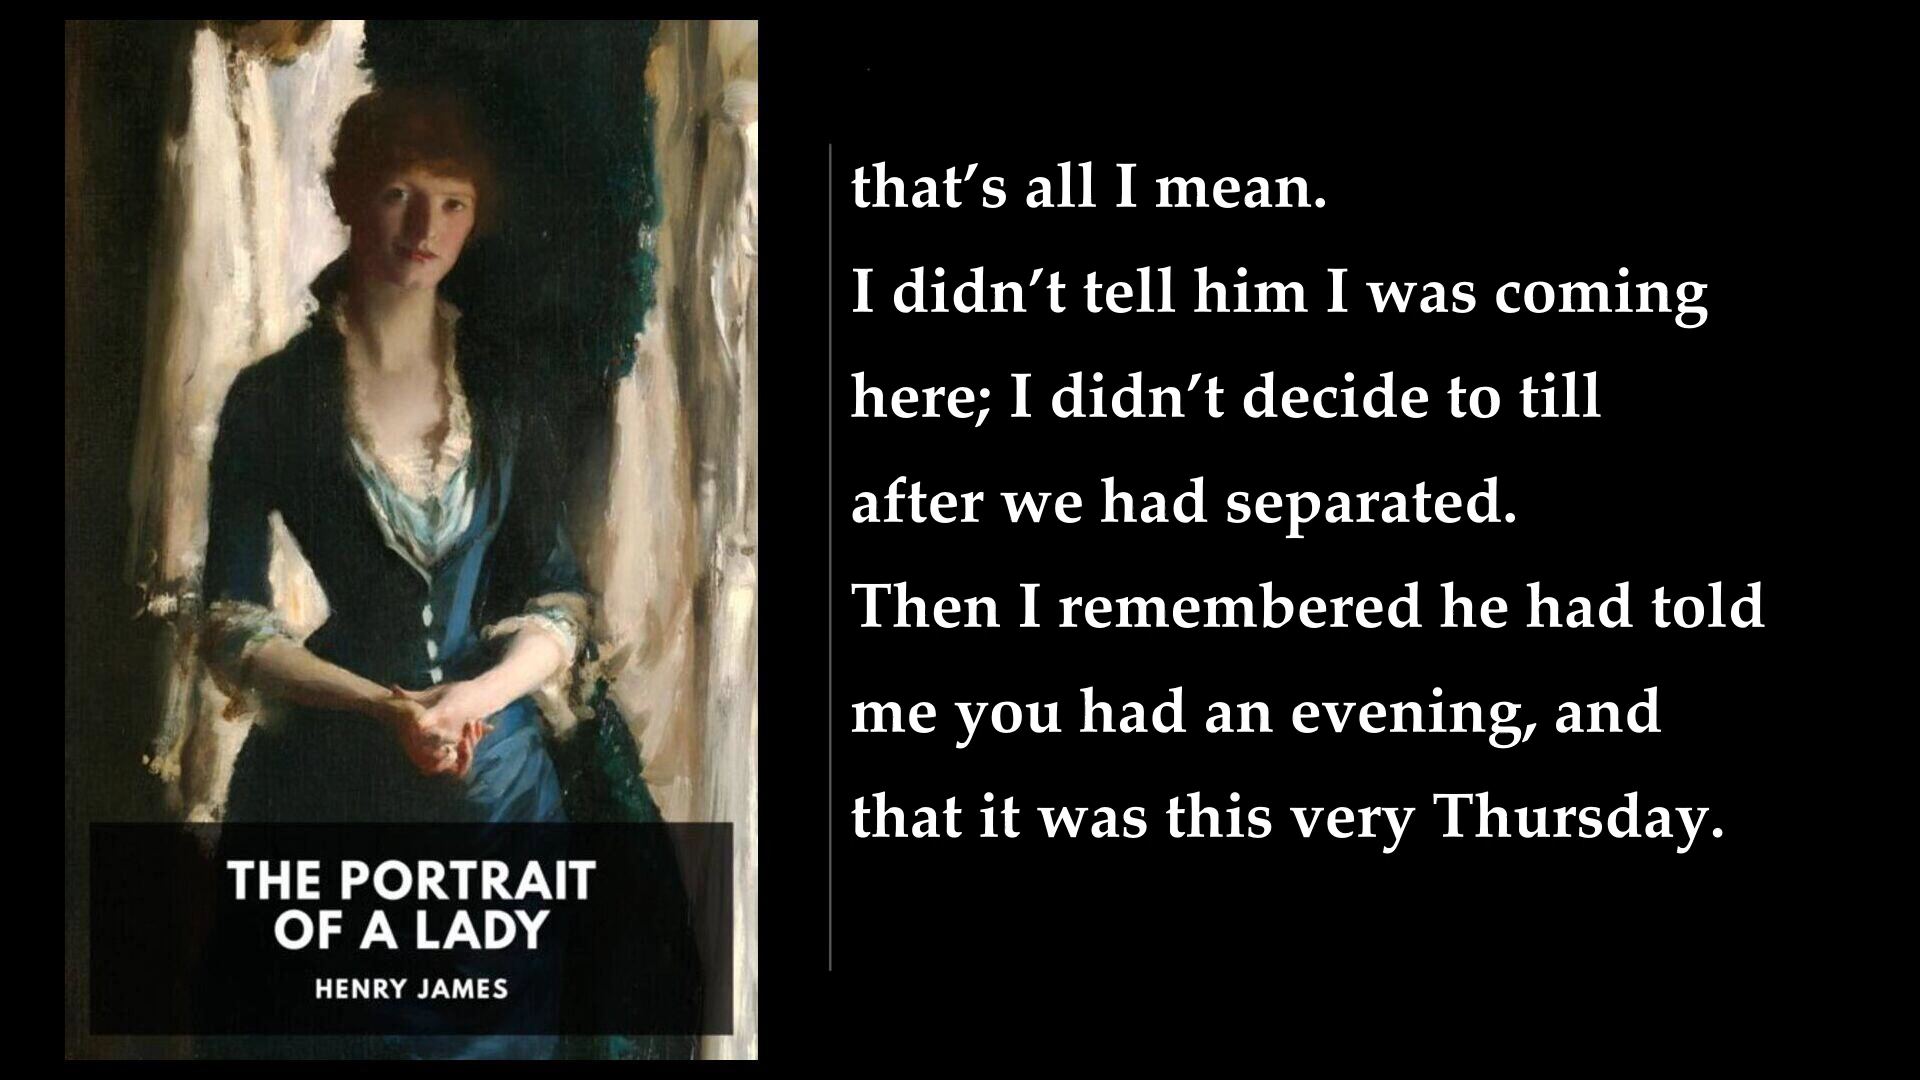 THE PORTRAIT
OF A LADY
HENRY JAMES
that’s all I mean.
I didn’t tell him I was coming
here; I didn’t decide to till
after we had separated.
Then I remembered he had told
me you had an evening, and
that it was this very Thursday.